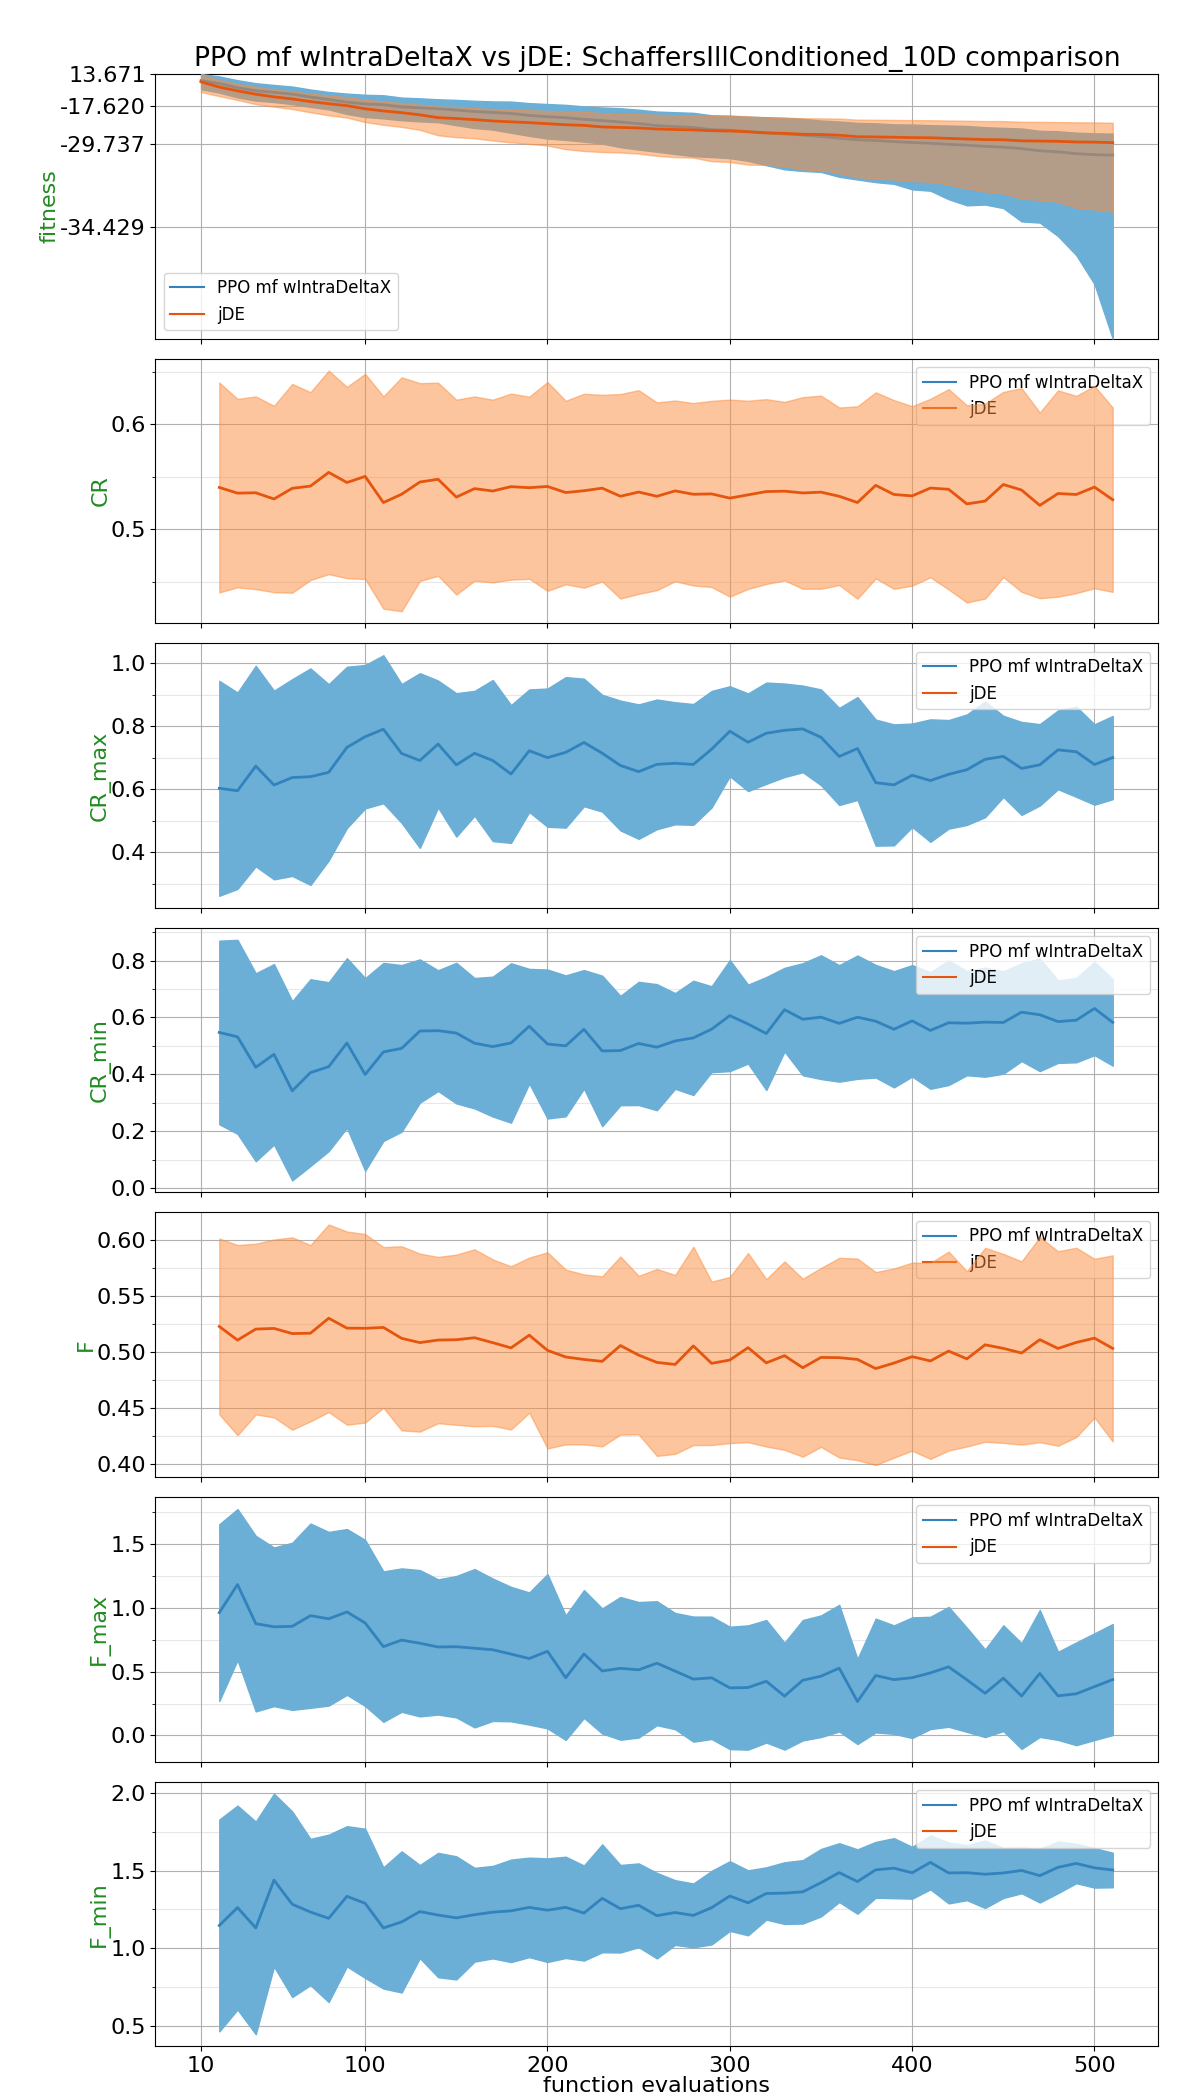 PPO mf wIntraDeltaX vs jDE: SchaffersIllConditioned_10D comparison
13.671
-17.620
-29.737
-34.429
fitness
PPO mf wIntraDeltaX
jDE
0.6
0.5
CR
PPO mf wIntraDeltaX
jDE
1.0
0.8
0.6
0.4
CR_max
PPO mf wIntraDeltaX
jDE
0.8
0.6
0.4
0.2
0.0
CR_min
PPO mf wIntraDeltaX
jDE
0.60
0.55
0.50
0.45
0.40
F
PPO mf wIntraDeltaX
jDE
1.5
1.0
0.5
0.0
F_max
PPO mf wIntraDeltaX
jDE
2.0
1.5
1.0
0.5
F_min
PPO mf wIntraDeltaX
jDE
10 100 200 300 400 500
function evaluations